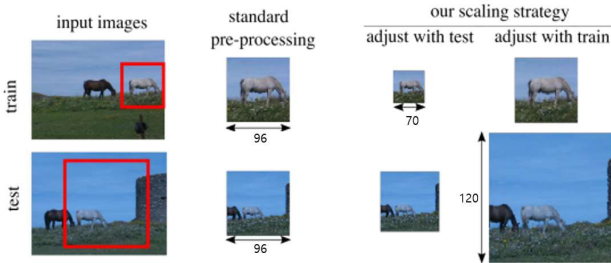 input images
standard
pre-processing
our scaling strategy
adjust with test
adjust with train
train
96
70
test
96
120